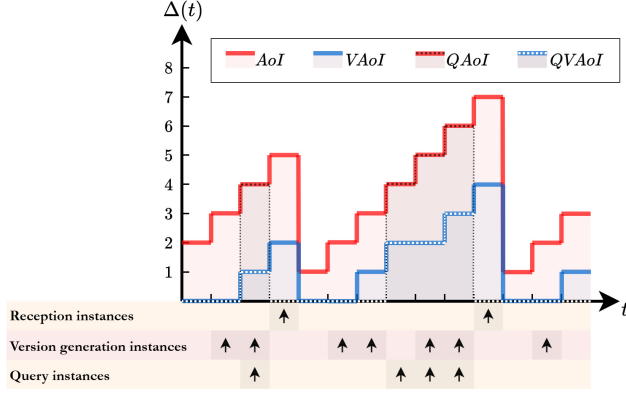 Δ(t)
AoI VAoI QAoI QVAoI
8
7
6
5
4
3
2
1
t
Reception instances
Version generation instances
Query instances